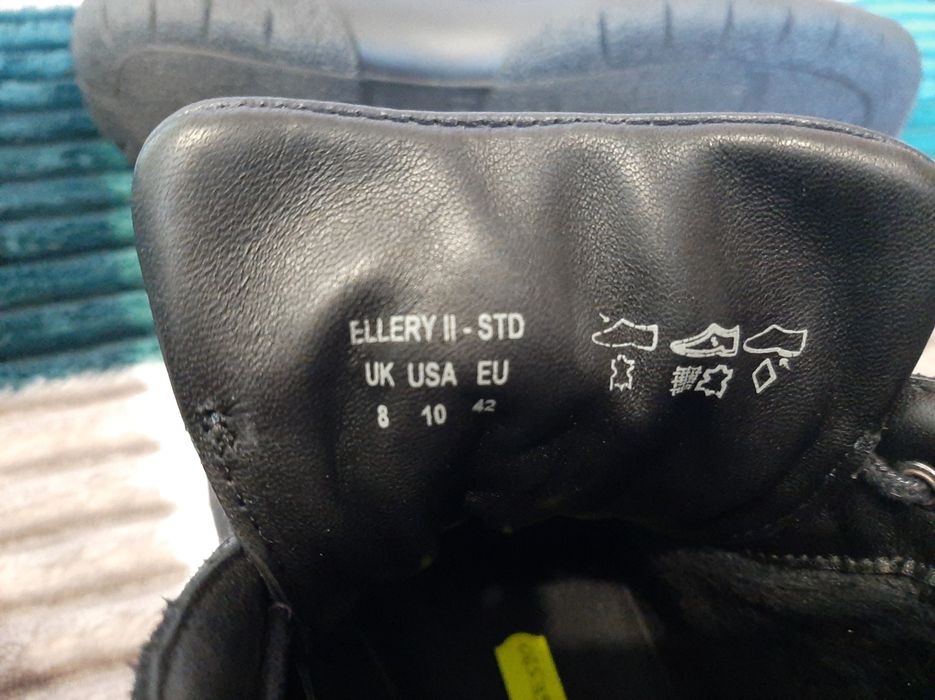 ELLERY II - STD
UK USA EU
8 10 42